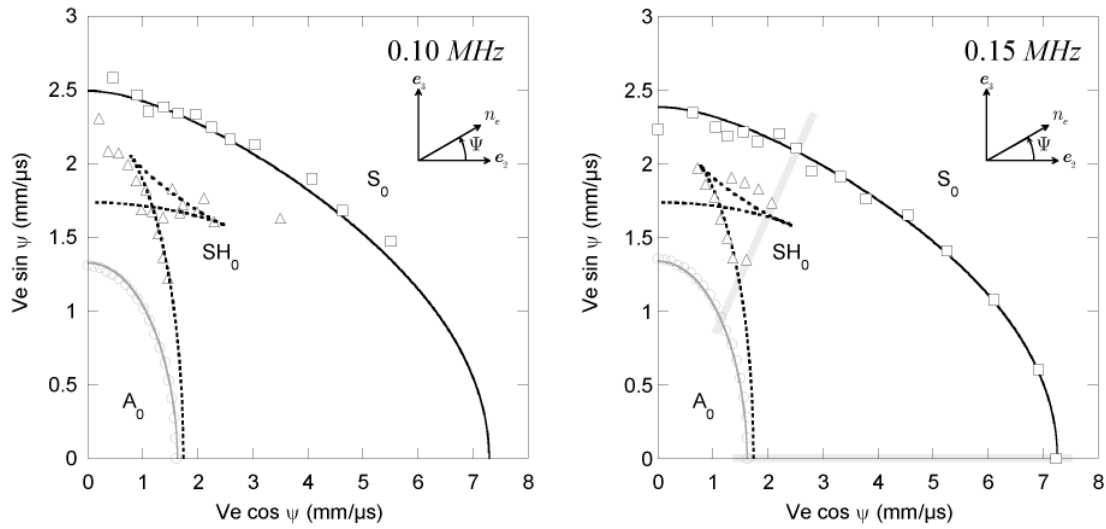 0.10 MHz
e3
ne
Ψ
e2
S0
SH0
A0
Ve sin ψ (mm/μs)
3
2.5
2
1.5
1
0.5
0
0 1 2 3 4 5 6 7 8
Ve cos ψ (mm/μs)
0.15 MHz
e3
ne
Ψ
e2
S0
SH0
A0
Ve sin ψ (mm/μs)
3
2.5
2
1.5
1
0.5
0
0 1 2 3 4 5 6 7 8
Ve cos ψ (mm/μs)